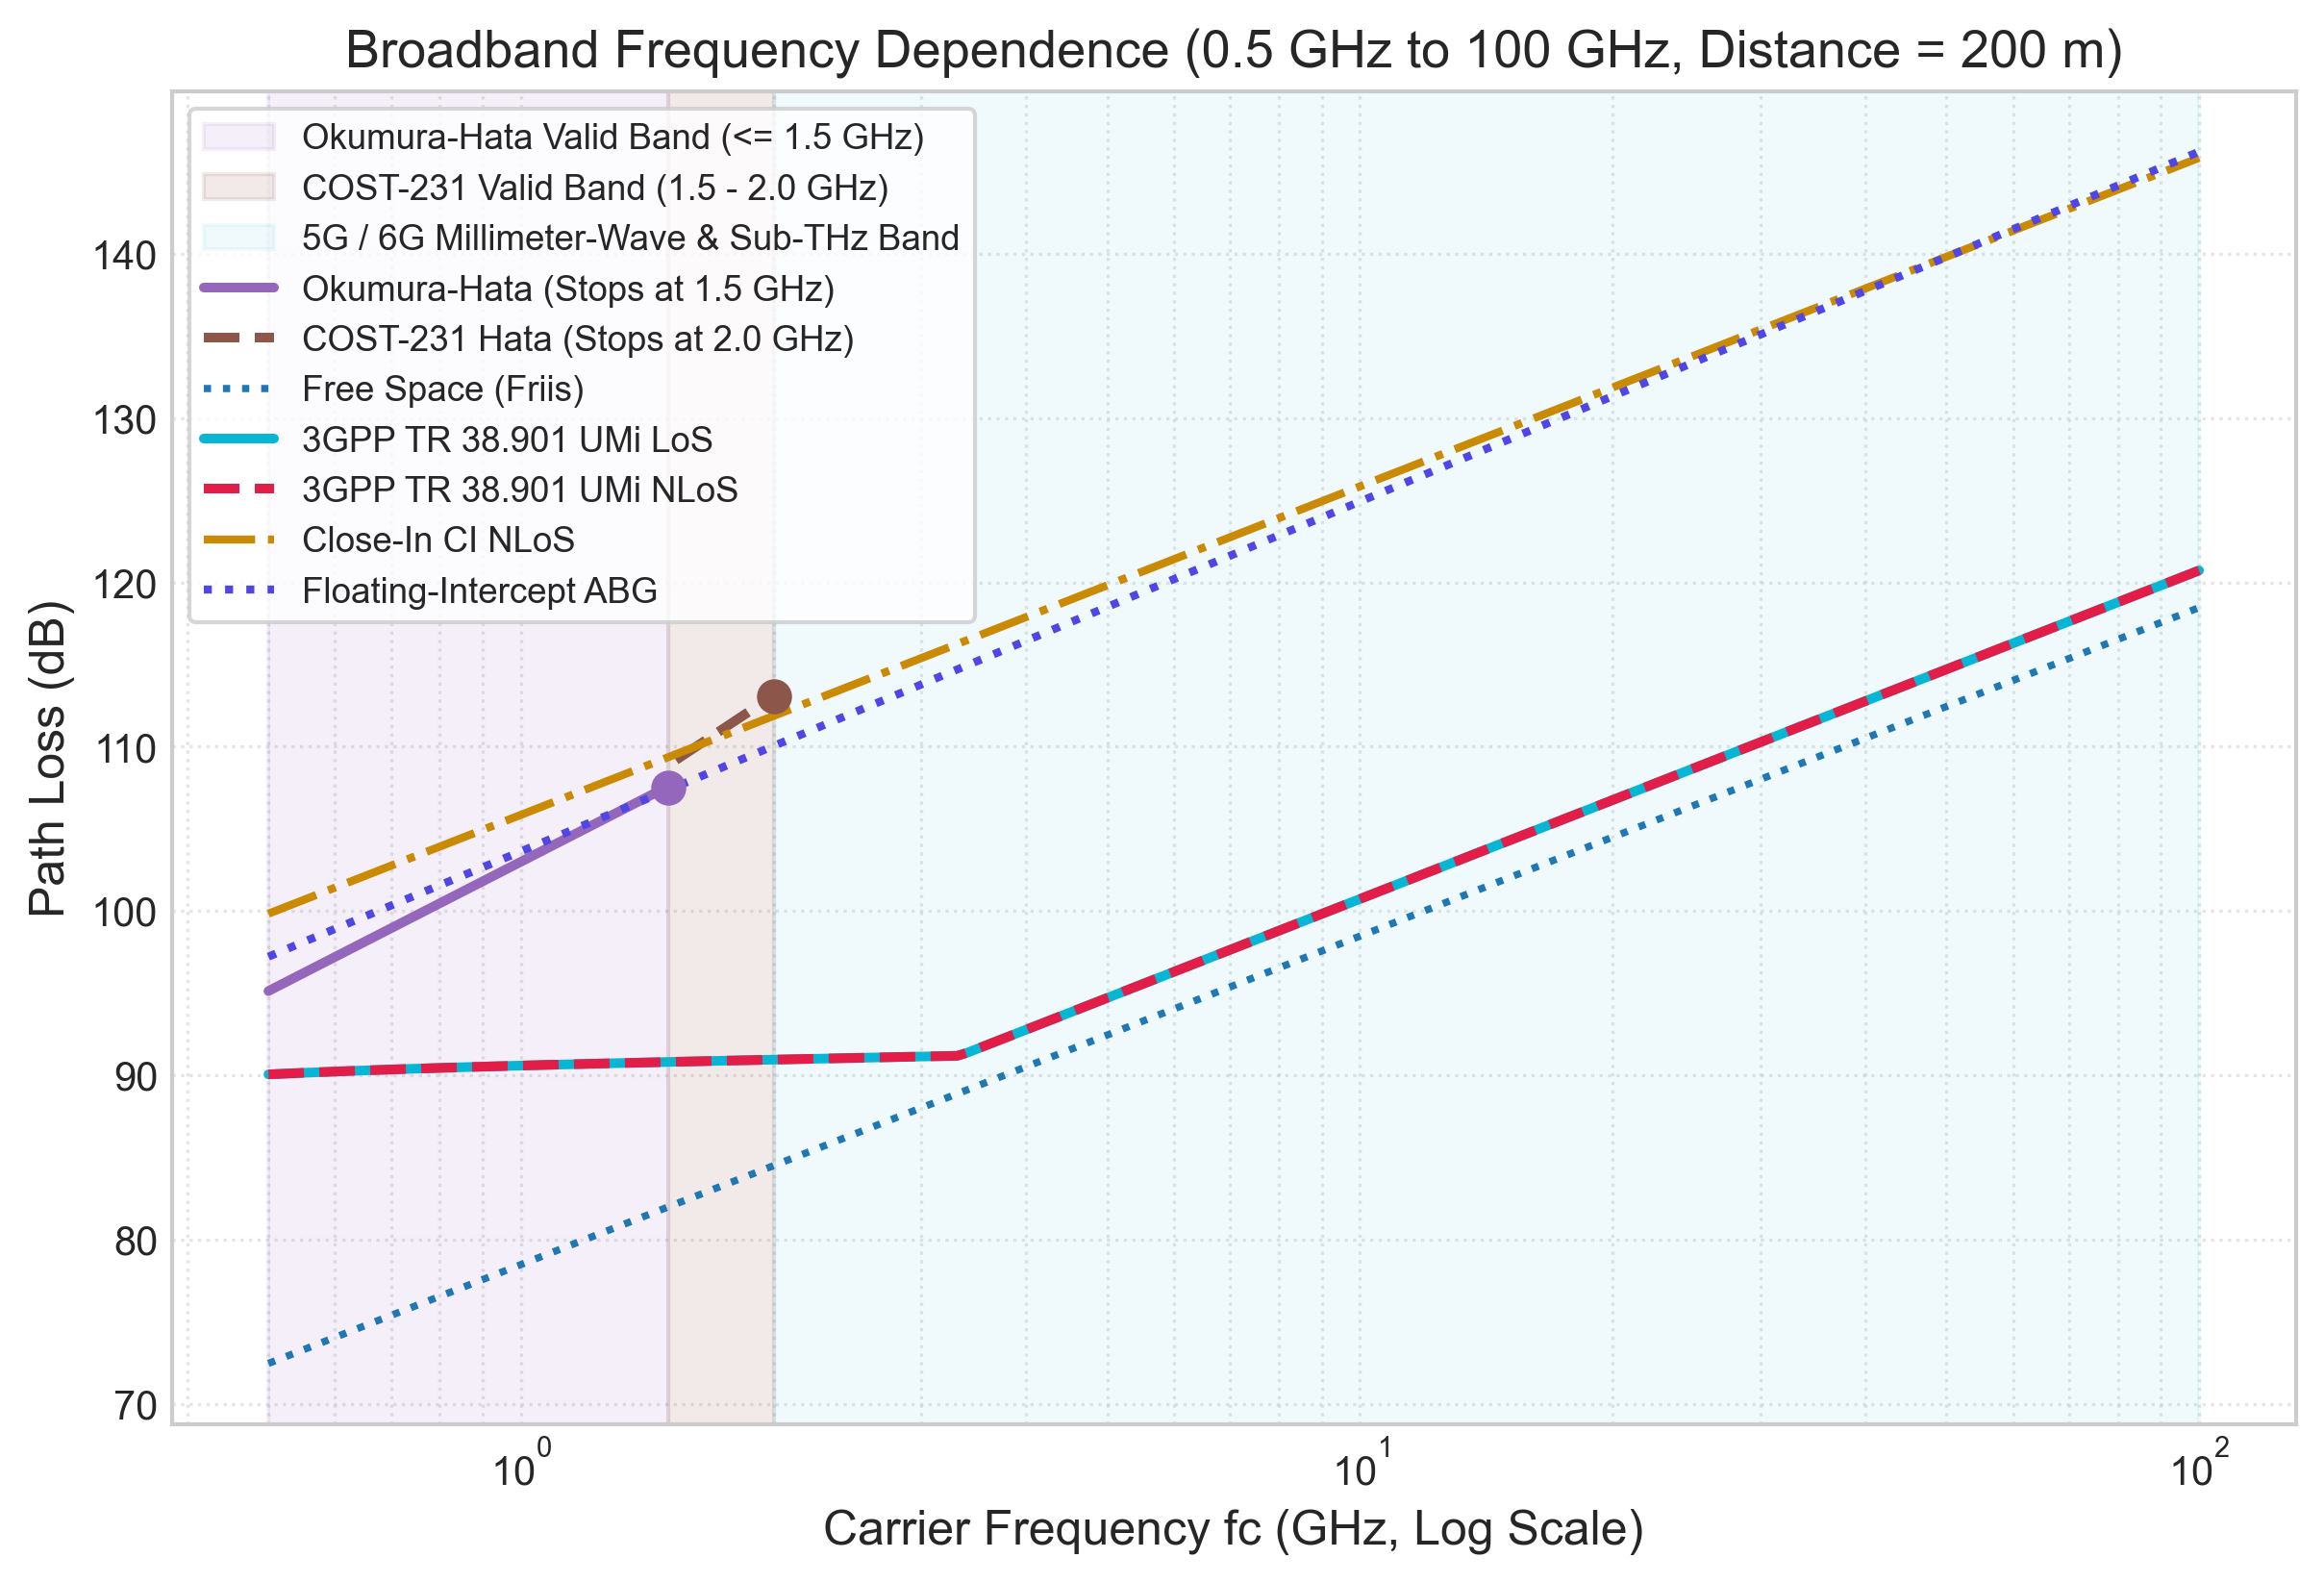 Broadband Frequency Dependence (0.5 GHz to 100 GHz, Distance = 200 m)
Okumura-Hata Valid Band (<= 1.5 GHz)
COST-231 Valid Band (1.5 - 2.0 GHz)
5G / 6G Millimeter-Wave & Sub-THz Band
Okumura-Hata (Stops at 1.5 GHz)
COST-231 Hata (Stops at 2.0 GHz)
Free Space (Friis)
3GPP TR 38.901 UMi LoS
3GPP TR 38.901 UMi NLoS
Close-In CI NLoS
Floating-Intercept ABG
Path Loss (dB)
140
130
120
110
100
90
80
70
10^0 10^1 10^2
Carrier Frequency fc (GHz, Log Scale)